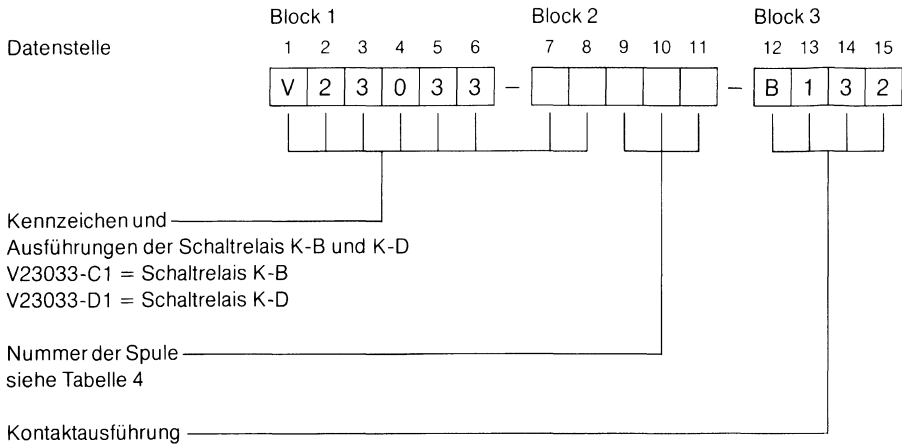 Block 1 Block 2 Block 3
Datenstelle 1 2 3 4 5 6 7 8 9 10 11 12 13 14 15
V 2 3 0 3 3 – – B 1 3 2
Kennzeichen und
Ausführungen der Schaltrelais K-B und K-D
V23033-C1 = Schaltrelais K-B
V23033-D1 = Schaltrelais K-D
Nummer der Spule
siehe Tabelle 4
Kontaktausführung